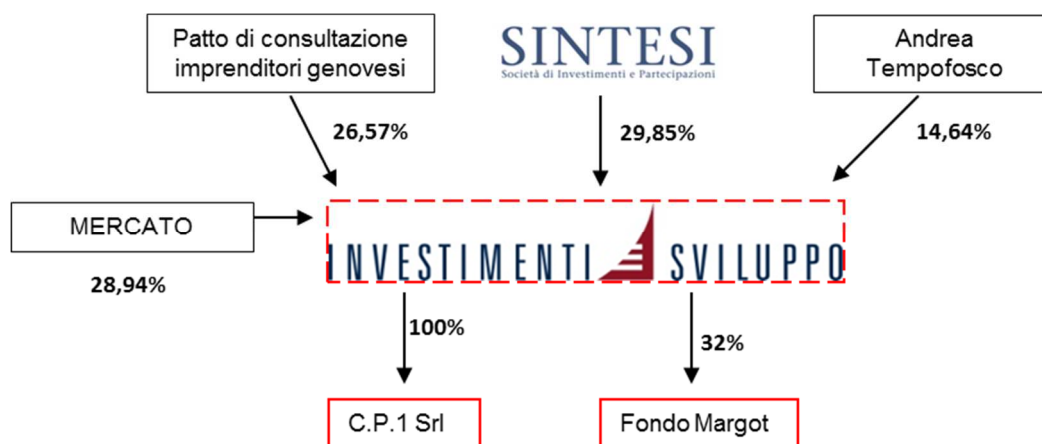 Patto di consultazione
imprenditori genovesi
SINTESI
Società di Investimenti e Partecipazioni
Andrea
Tempofosco
26,57%
29,85%
14,64%
MERCATO
28,94%
INVESTIMENTI SVILUPPO
100%
32%
C.P.1 Srl
Fondo Margot